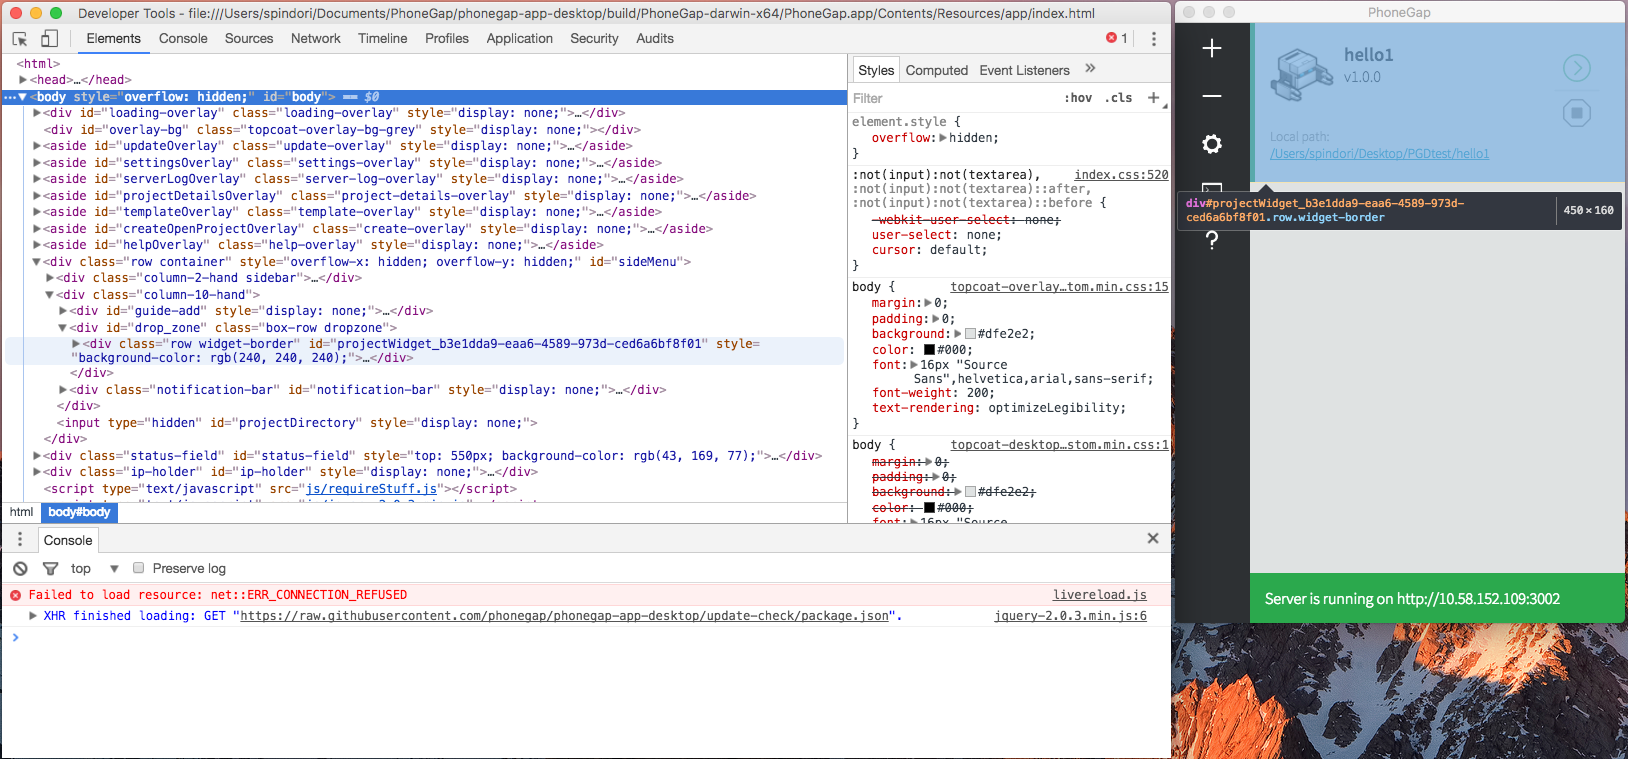 Developer Tools - file:///Users/spindori/Documents/PhoneGap/phonegap-app-desktop/build/PhoneGap-darwin-x64/PhoneGap.app/Contents/Resources/app/index.html
Elements Console Sources Network Timeline Profiles Application Security Audits 1
<html>
<head>…</head>
<body style="overflow: hidden;" id="body"> == $0
<div id="loading-overlay" class="loading-overlay" style="display: none;">…</div>
<div id="overlay-bg" class="topcoat-overlay-bg-grey" style="display: none;"></div>
<aside id="updateOverlay" class="update-overlay" style="display: none;">…</aside>
<aside id="settingsOverlay" class="settings-overlay" style="display: none;">…</aside>
<aside id="serverLogOverlay" class="server-log-overlay" style="display: none;">…</aside>
<aside id="projectDetailsOverlay" class="project-details-overlay" style="display: none;">…</aside>
<aside id="templateOverlay" class="template-overlay" style="display: none;">…</aside>
<aside id="createOpenProjectOverlay" class="create-overlay" style="display: none;">…</aside>
<aside id="helpOverlay" class="help-overlay" style="display: none;">…</aside>
<div class="row container" style="overflow-x: hidden; overflow-y: hidden;" id="sideMenu">
<div class="column-2-hand sidebar">…</div>
<div class="column-10-hand">
<div id="guide-add" style="display: none;">…</div>
<div id="drop_zone" class="box-row dropzone">
<div class="row widget-border" id="projectWidget_b3e1dda9-eaa6-4589-973d-ced6a6bf8f01" style=
"background-color: rgb(240, 240, 240);">…</div>
</div>
<div class="notification-bar" id="notification-bar" style="display: none;">…</div>
</div>
<input type="hidden" id="projectDirectory" style="display: none;">
</div>
<div class="status-field" id="status-field" style="top: 550px; background-color: rgb(43, 169, 77);">…</div>
<div class="ip-holder" id="ip-holder" style="display: none;">…</div>
<script type="text/javascript" src="js/requireStuff.js"></script>
html body#body
Styles Computed Event Listeners »
Filter :hov .cls +
element.style {
overflow: hidden;
}
:not(input):not(textarea), index.css:520
:not(input):not(textarea)::after,
:not(input):not(textarea)::before {
-webkit-user-select: none;
user-select: none;
cursor: default;
}
body { topcoat-overlay…tom.min.css:15
margin: 0;
padding: 0;
background: #dfe2e2;
color: #000;
font: 16px "Source
Sans",helvetica,arial,sans-serif;
font-weight: 200;
text-rendering: optimizeLegibility;
}
body { topcoat-desktop…stom.min.css:1
margin: 0;
padding: 0;
background: #dfe2e2;
color: #000;
font: 16px "Source
Console
top Preserve log
Failed to load resource: net::ERR_CONNECTION_REFUSED livereload.js
XHR finished loading: GET "https://raw.githubusercontent.com/phonegap/phonegap-app-desktop/update-check/package.json". jquery-2.0.3.min.js:6
PhoneGap
hello1
v1.0.0
Local path:
/Users/spindori/Desktop/PGDtest/hello1
div#projectWidget_b3e1dda9-eaa6-4589-973d-
ced6a6bf8f01.row.widget-border 450 × 160
?
Server is running on http://10.58.152.109:3002